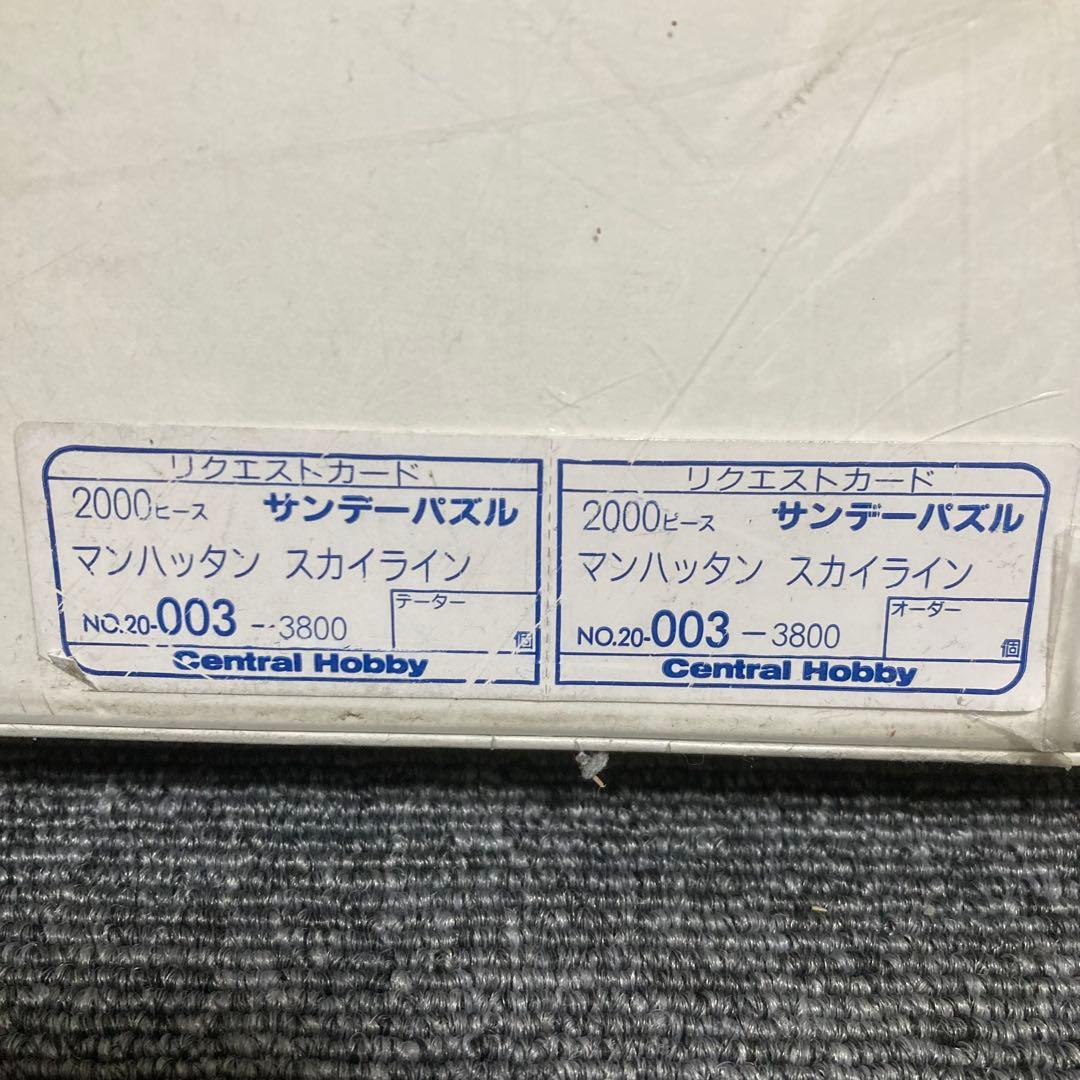 リクエストカード
2000ピース サンデーパズル
マンハッタン スカイライン
NO.20-003-3800
データー
個
Central Hobby
リクエストカード
2000ピース サンデーパズル
マンハッタン スカイライン
NO.20-003-3800
オーダー
個
Central Hobby